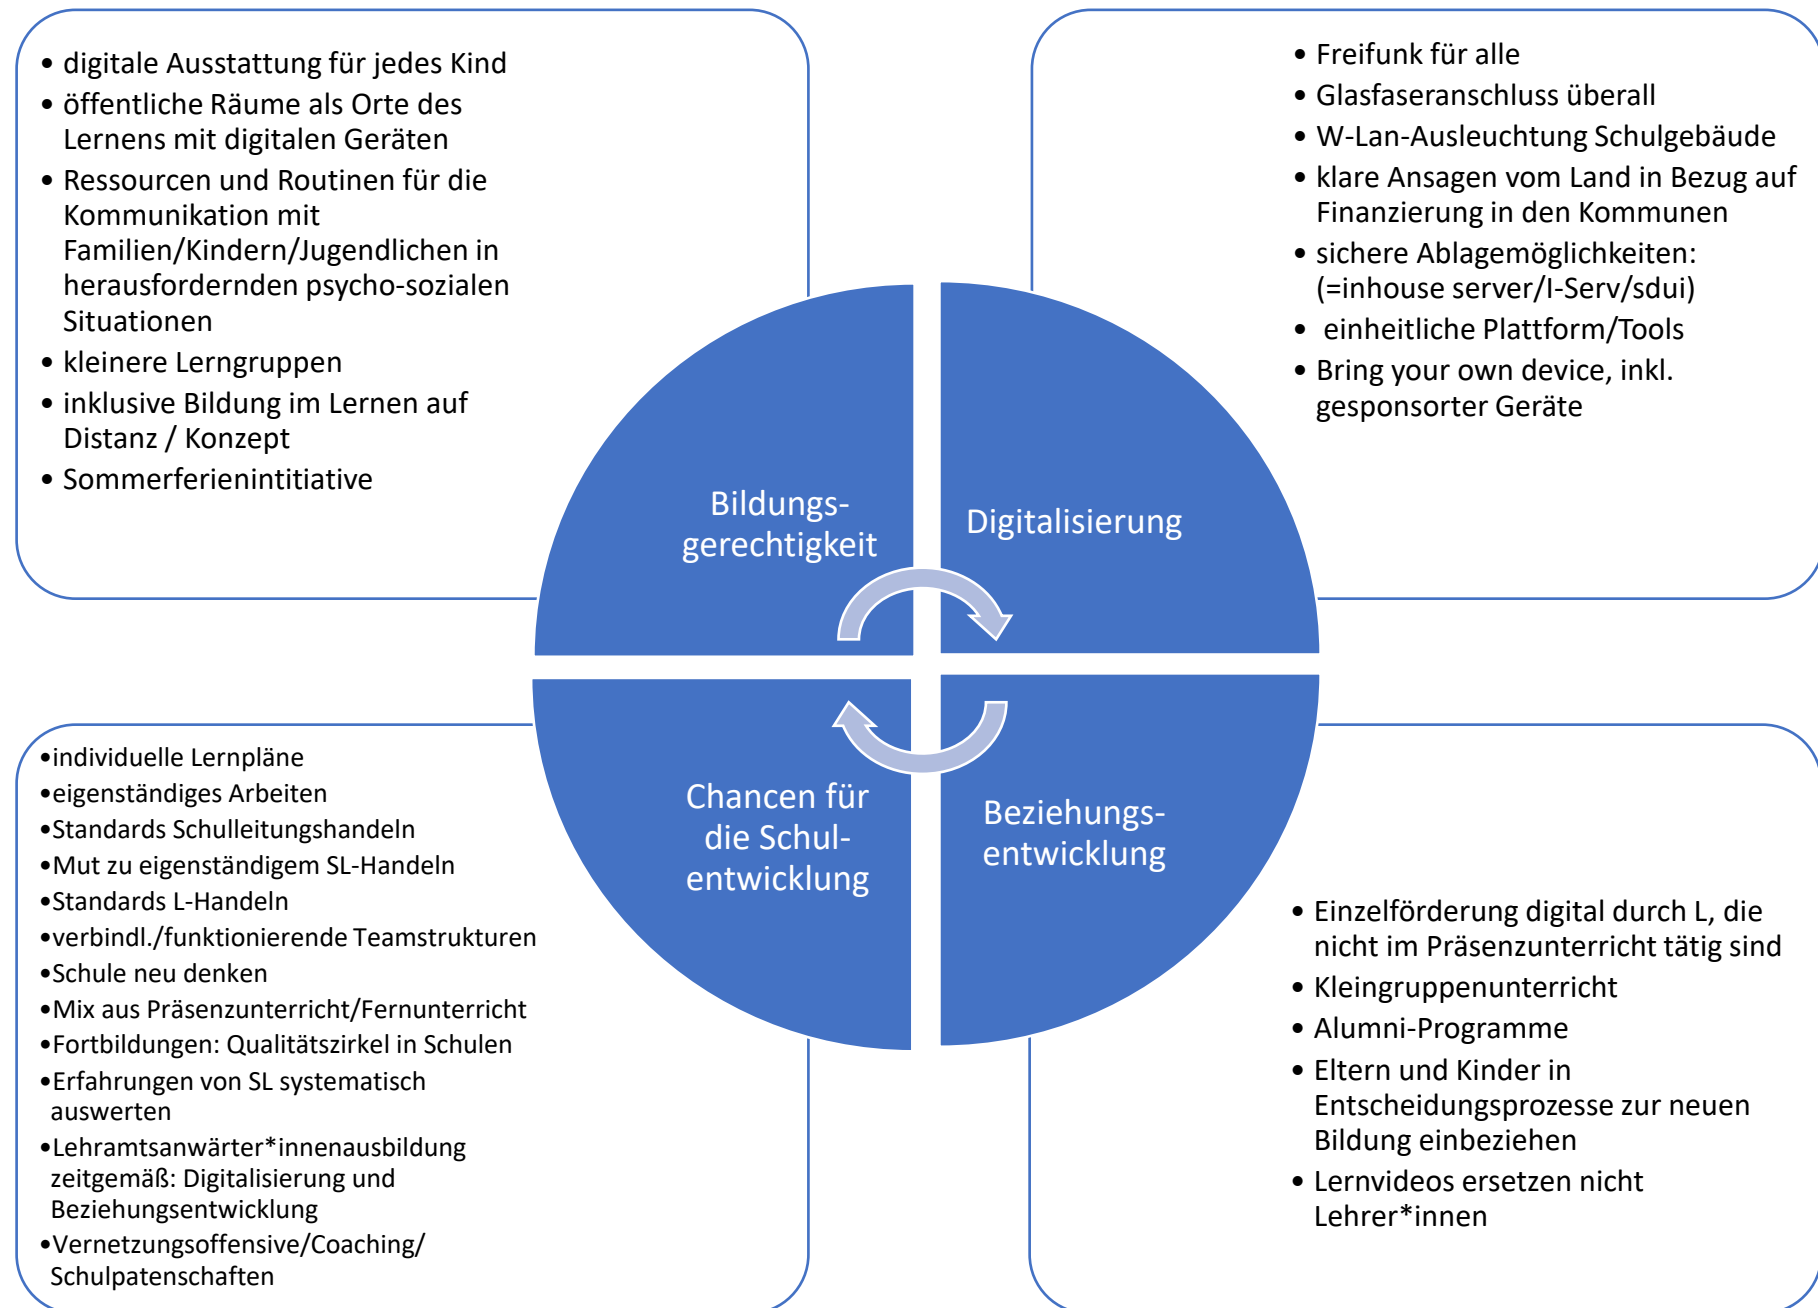 • digitale Ausstattung für jedes Kind
• öffentliche Räume als Orte des
Lernens mit digitalen Geräten
• Ressourcen und Routinen für die
Kommunikation mit
Familien/Kindern/Jugendlichen in
herausfordernden psycho-sozialen
Situationen
• kleinere Lerngruppen
• inklusive Bildung im Lernen auf
Distanz / Konzept
• Sommerferienintitiative
• Freifunk für alle
• Glasfaseranschluss überall
• W-Lan-Ausleuchtung Schulgebäude
• klare Ansagen vom Land in Bezug auf
Finanzierung in den Kommunen
• sichere Ablagemöglichkeiten:
(=inhouse server/I-Serv/sdui)
• einheitliche Plattform/Tools
• Bring your own device, inkl.
gesponsorter Geräte
Bildungs-
gerechtigkeit
Digitalisierung
Chancen für
die Schul-
entwicklung
Beziehungs-
entwicklung
•individuelle Lernpläne
•eigenständiges Arbeiten
•Standards Schulleitungshandeln
•Mut zu eigenständigem SL-Handeln
•Standards L-Handeln
•verbindl./funktionierende Teamstrukturen
•Schule neu denken
•Mix aus Präsenzunterricht/Fernunterricht
•Fortbildungen: Qualitätszirkel in Schulen
•Erfahrungen von SL systematisch
auswerten
•Lehramtsanwärter*innenausbildung
zeitgemäß: Digitalisierung und
Beziehungsentwicklung
•Vernetzungsoffensive/Coaching/
Schulpatenschaften
• Einzelförderung digital durch L, die
nicht im Präsenzunterricht tätig sind
• Kleingruppenunterricht
• Alumni-Programme
• Eltern und Kinder in
Entscheidungsprozesse zur neuen
Bildung einbeziehen
• Lernvideos ersetzen nicht
Lehrer*innen